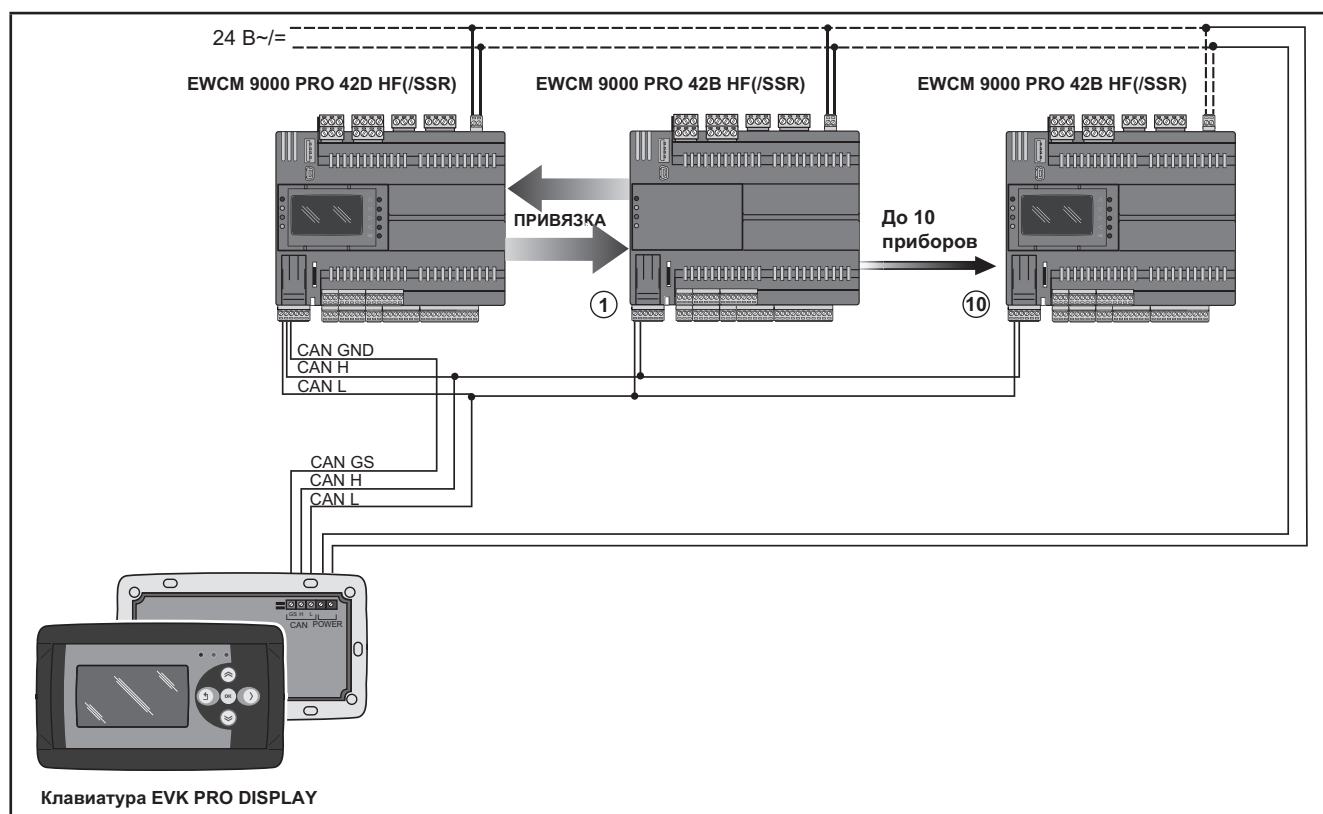 24 В~/=
EWCM 9000 PRO 42D HF(/SSR)
EWCM 9000 PRO 42B HF(/SSR)
EWCM 9000 PRO 42B HF(/SSR)
ПРИВЯЗКА
До 10
приборов
1
10
CAN GND
CAN H
CAN L
CAN GS
CAN H
CAN L
GS H L
CAN POWER
OK
Клавиатура EVK PRO DISPLAY